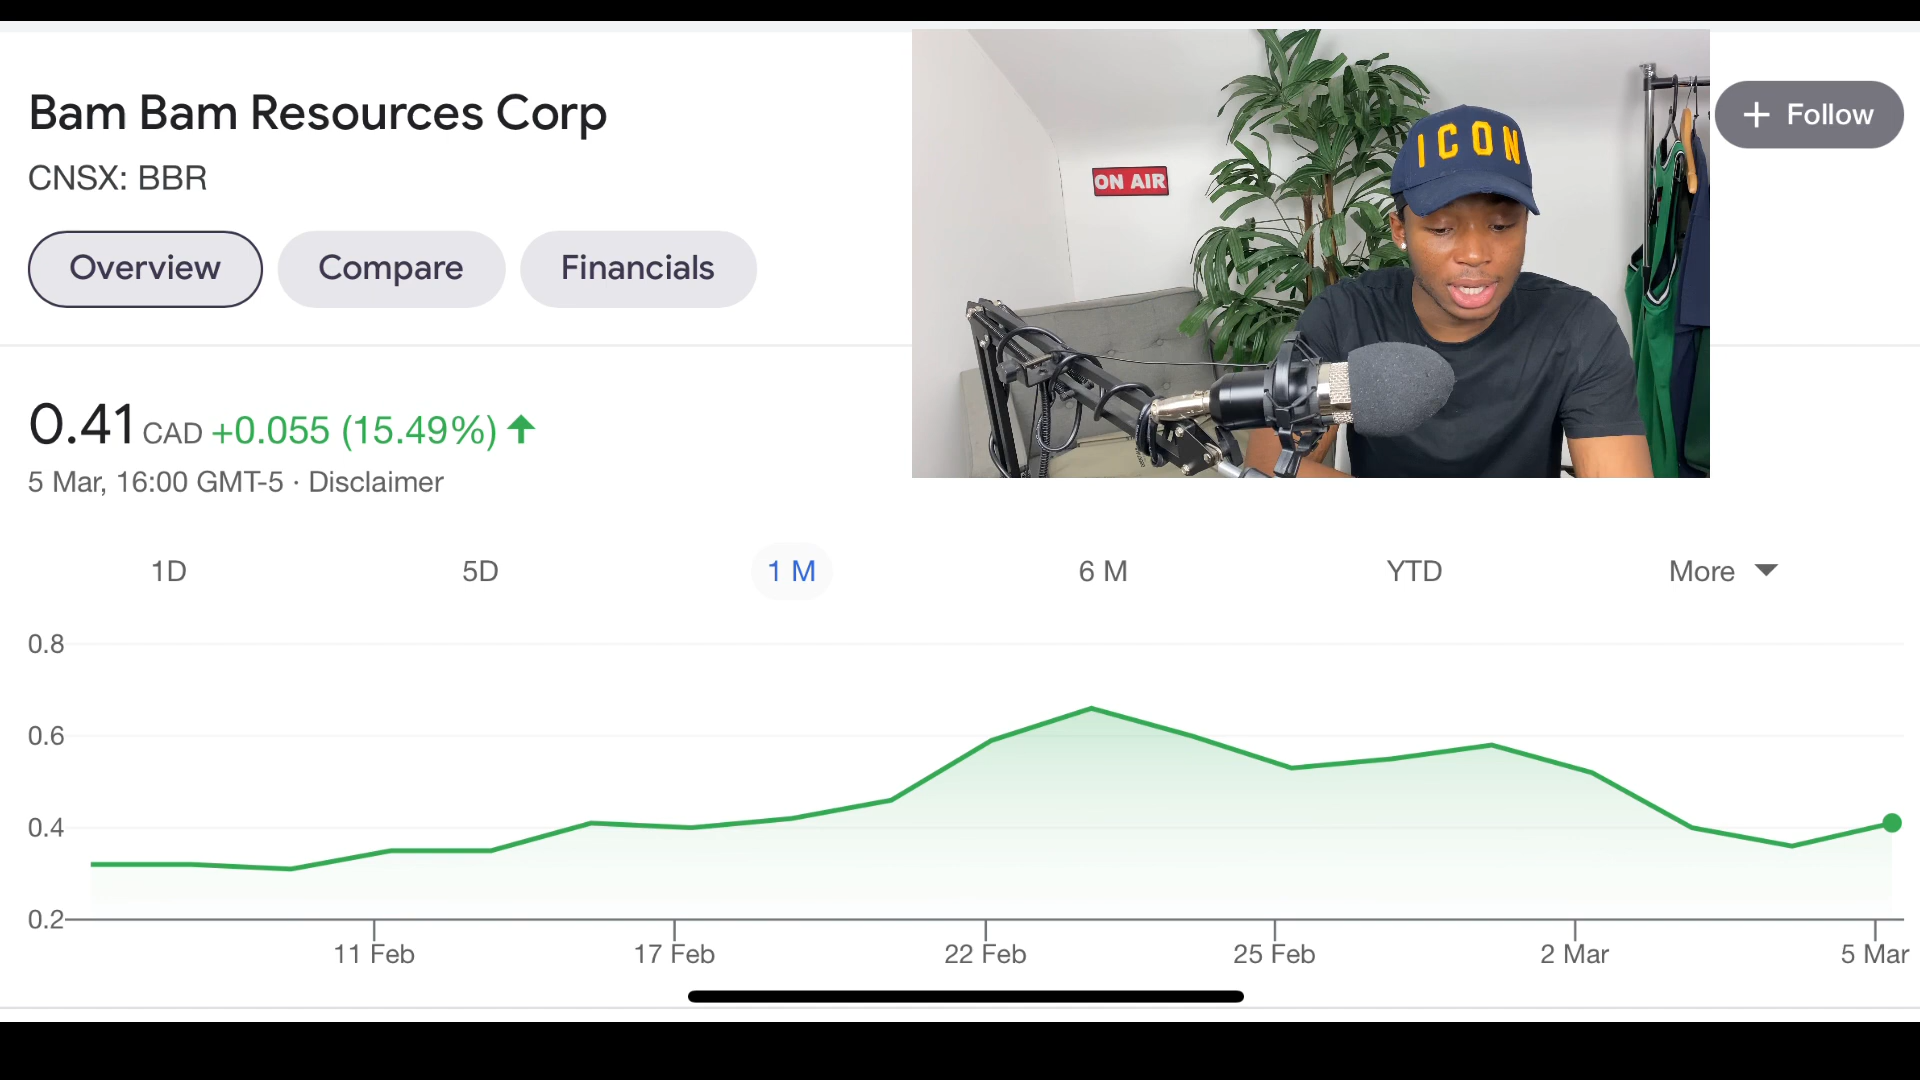 Bam Bam Resources Corp
CNSX: BBR
+ Follow
Overview
Compare
Financials
ON AIR
ICON
0.41 CAD +0.055 (15.49%) ↑
5 Mar, 16:00 GMT-5 · Disclaimer
1D
5D
1 M
6 M
YTD
More
0.8
0.6
0.4
0.2
11 Feb
17 Feb
22 Feb
25 Feb
2 Mar
5 Mar